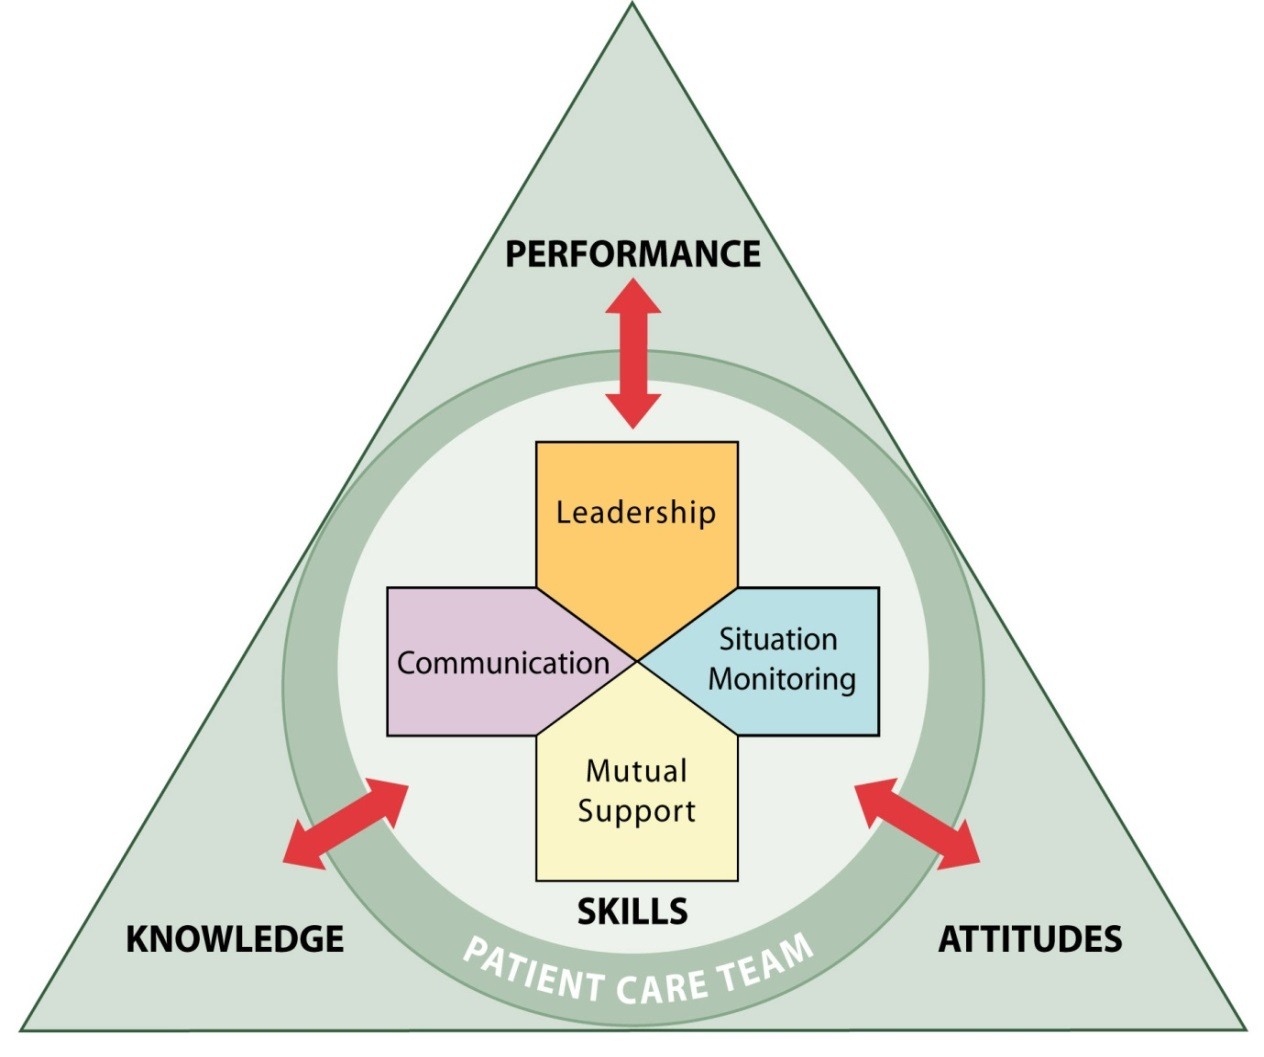 PERFORMANCE
Leadership
Communication
Situation
Monitoring
Mutual
Support
SKILLS
KNOWLEDGE
ATTITUDES
PATIENT CARE TEAM